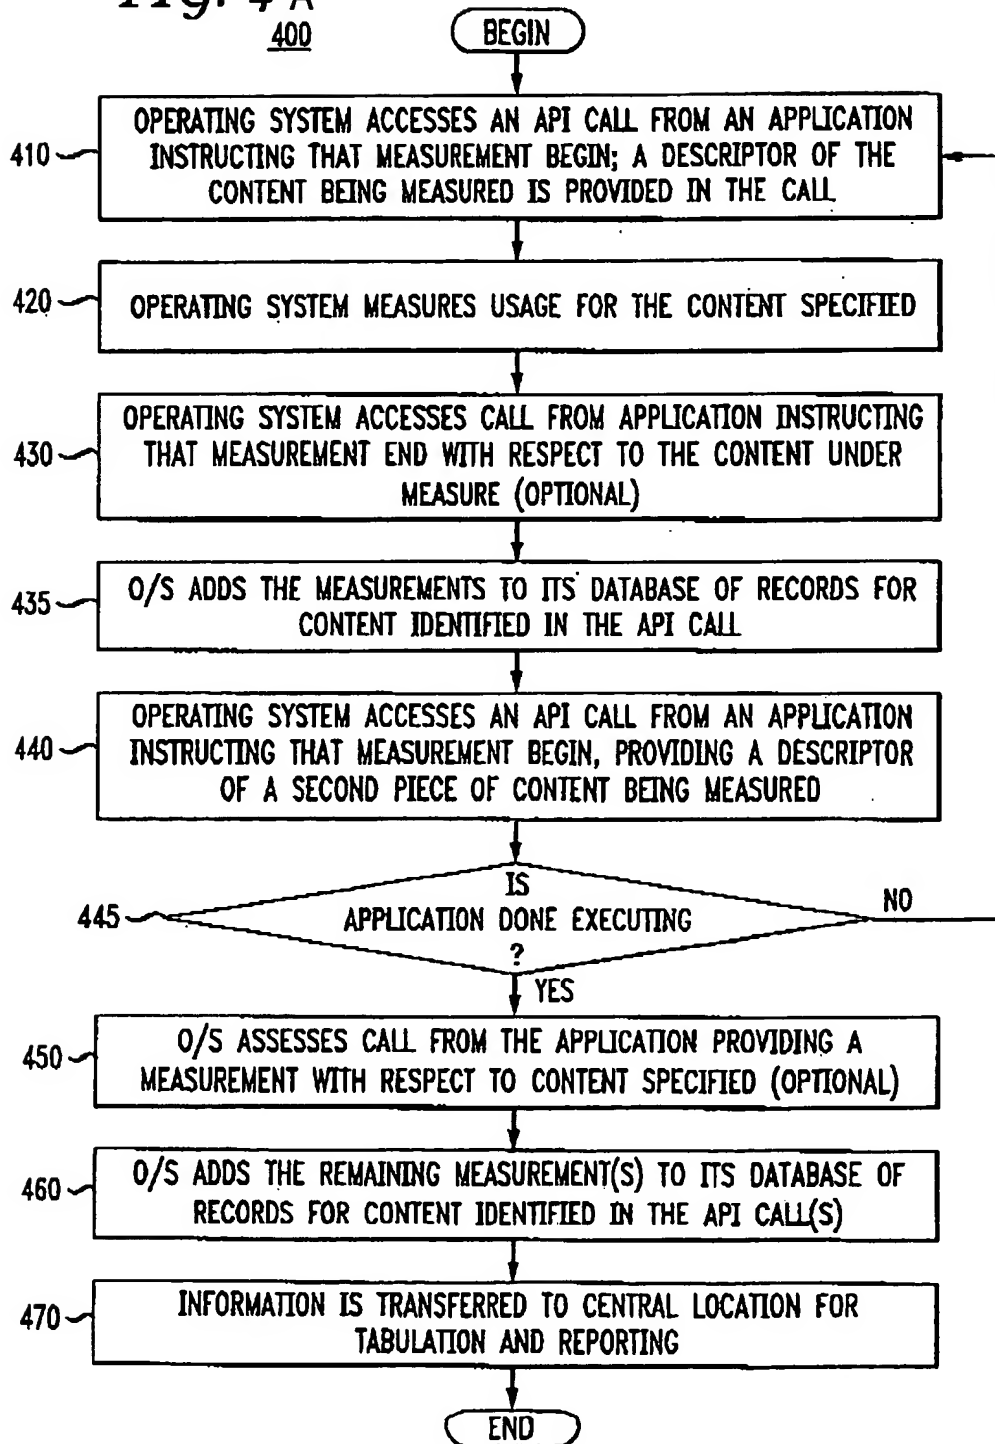 Fig. 4 A
400
BEGIN
410
OPERATING SYSTEM ACCESSES AN API CALL FROM AN APPLICATION
INSTRUCTING THAT MEASUREMENT BEGIN; A DESCRIPTOR OF THE
CONTENT BEING MEASURED IS PROVIDED IN THE CALL
420
OPERATING SYSTEM MEASURES USAGE FOR THE CONTENT SPECIFIED
430
OPERATING SYSTEM ACCESSES CALL FROM APPLICATION INSTRUCTING
THAT MEASUREMENT END WITH RESPECT TO THE CONTENT UNDER
MEASURE (OPTIONAL)
435
O/S ADDS THE MEASUREMENTS TO ITS DATABASE OF RECORDS FOR
CONTENT IDENTIFIED IN THE API CALL
440
OPERATING SYSTEM ACCESSES AN API CALL FROM AN APPLICATION
INSTRUCTING THAT MEASUREMENT BEGIN, PROVIDING A DESCRIPTOR
OF A SECOND PIECE OF CONTENT BEING MEASURED
445
IS
APPLICATION DONE EXECUTING
?
NO
YES
450
O/S ASSESSES CALL FROM THE APPLICATION PROVIDING A
MEASUREMENT WITH RESPECT TO CONTENT SPECIFIED (OPTIONAL)
460
O/S ADDS THE REMAINING MEASUREMENT(S) TO ITS DATABASE OF
RECORDS FOR CONTENT IDENTIFIED IN THE API CALL(S)
470
INFORMATION IS TRANSFERRED TO CENTRAL LOCATION FOR
TABULATION AND REPORTING
END